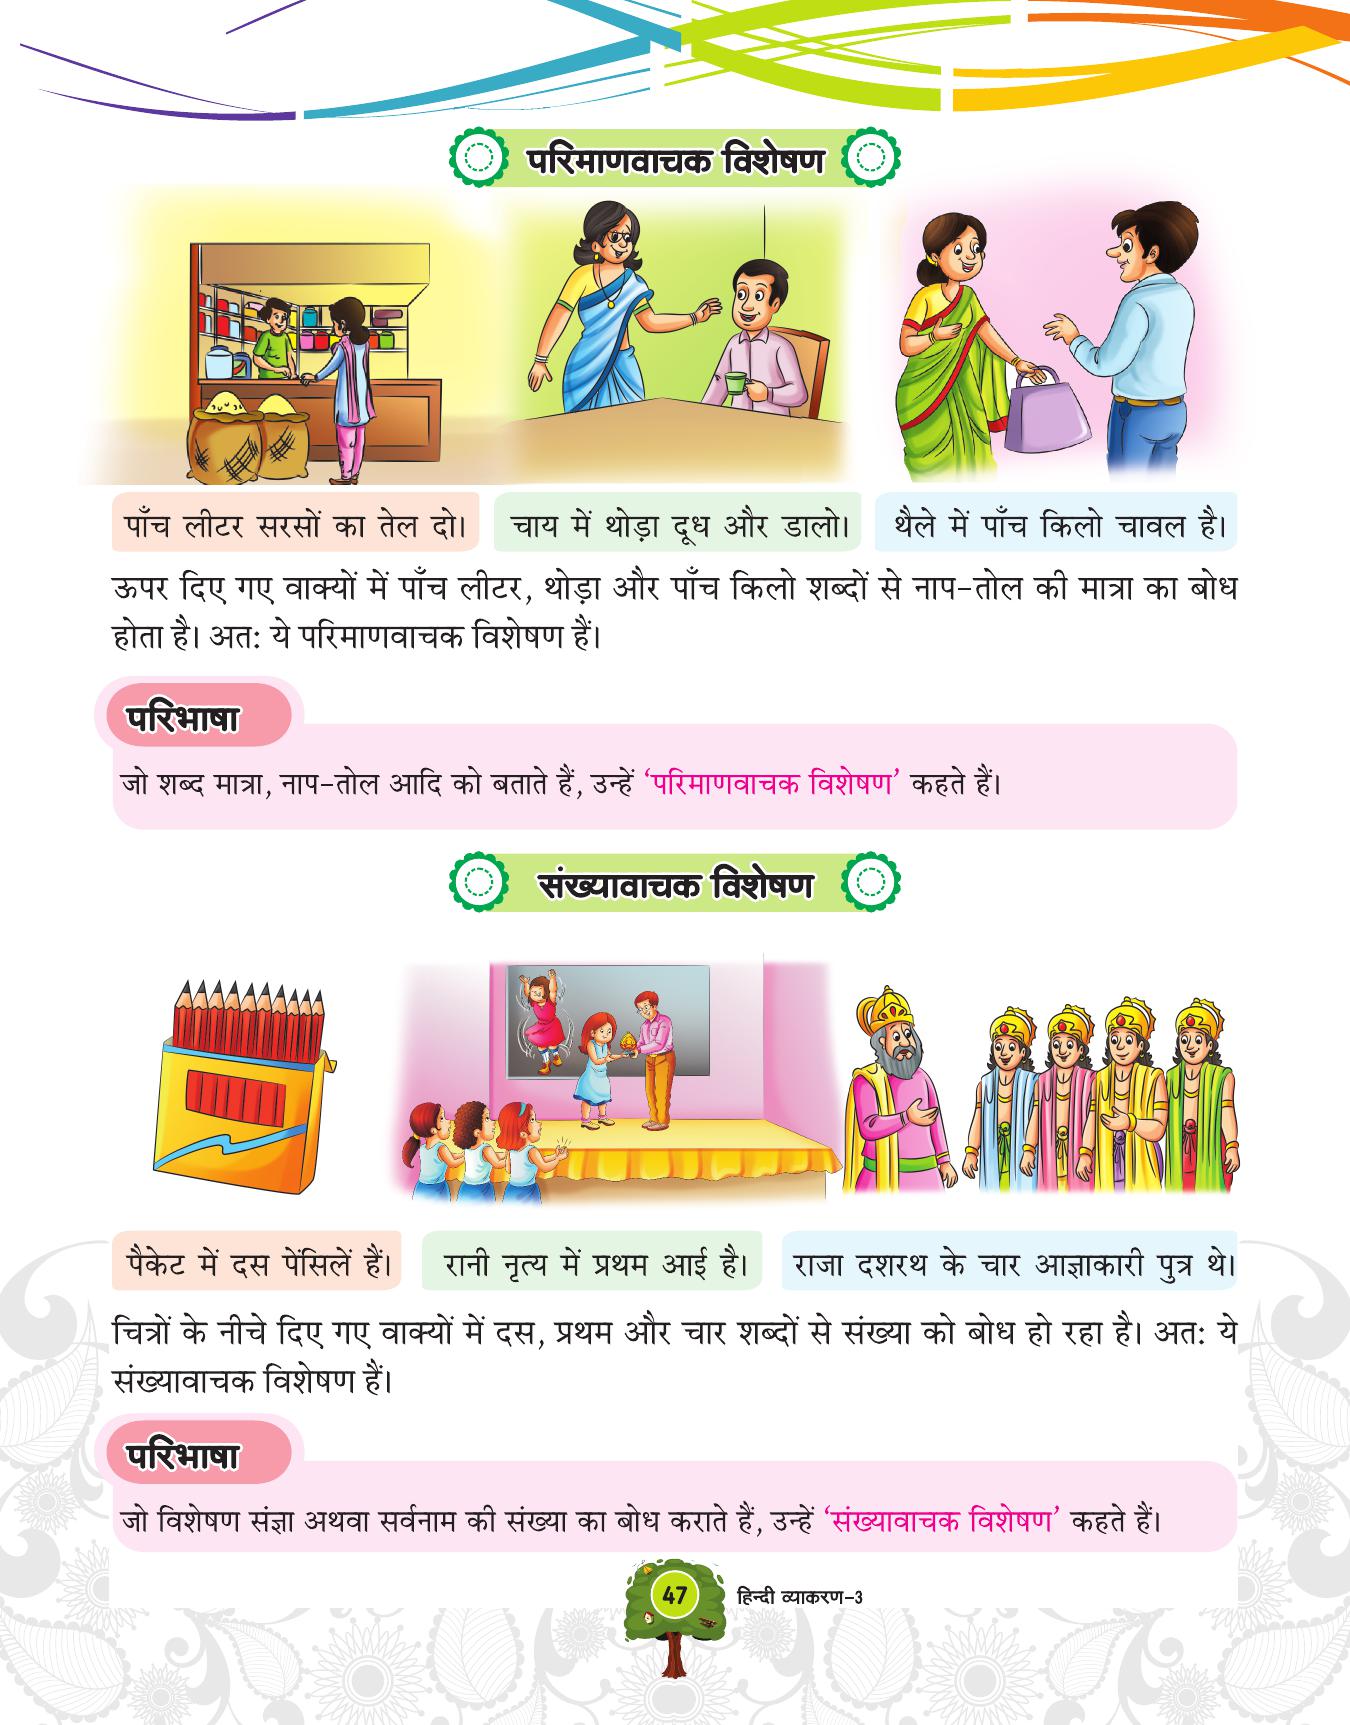 परिमाणवाचक विशेषण
पाँच लीटर सरसों का तेल दो।
चाय में थोड़ा दूध और डालो।
थैले में पाँच किलो चावल है।
ऊपर दिए गए वाक्यों में पाँच लीटर, थोड़ा और पाँच किलो शब्दों से नाप-तोल की मात्रा का बोध
होता है। अत: ये परिमाणवाचक विशेषण हैं।
परिभाषा
जो शब्द मात्रा, नाप-तोल आदि को बताते हैं, उन्हें ‘परिमाणवाचक विशेषण’ कहते हैं।
संख्यावाचक विशेषण
पैकेट में दस पेंसिलें हैं।
रानी नृत्य में प्रथम आई है।
राजा दशरथ के चार आज्ञाकारी पुत्र थे।
चित्रों के नीचे दिए गए वाक्यों में दस, प्रथम और चार शब्दों से संख्या को बोध हो रहा है। अत: ये
संख्यावाचक विशेषण हैं।
परिभाषा
जो विशेषण संज्ञा अथवा सर्वनाम की संख्या का बोध कराते हैं, उन्हें ‘संख्यावाचक विशेषण’ कहते हैं।
47 हिन्दी व्याकरण-3